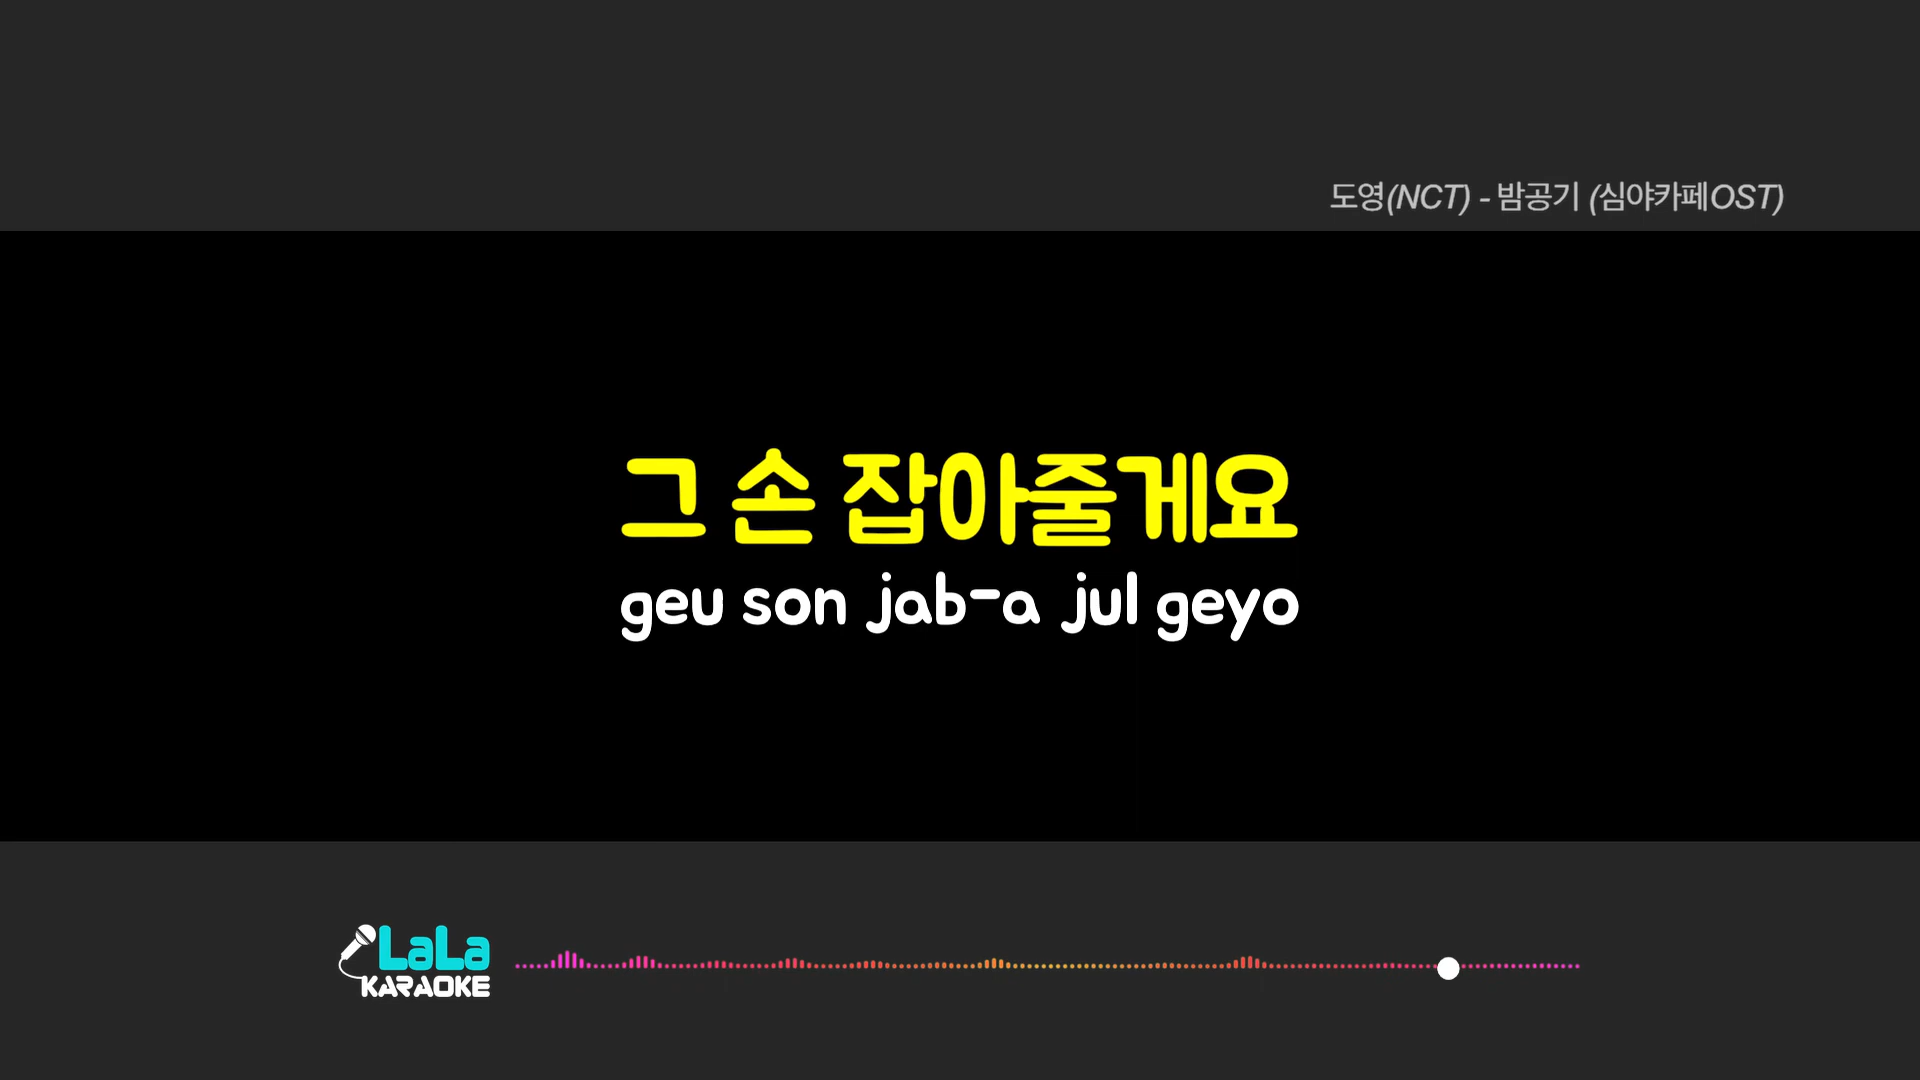 도영(NCT) - 밤공기 (심야카페OST)
그 손 잡아줄게요
geu son jab-a jul geyo
LaLa
KARAOKE